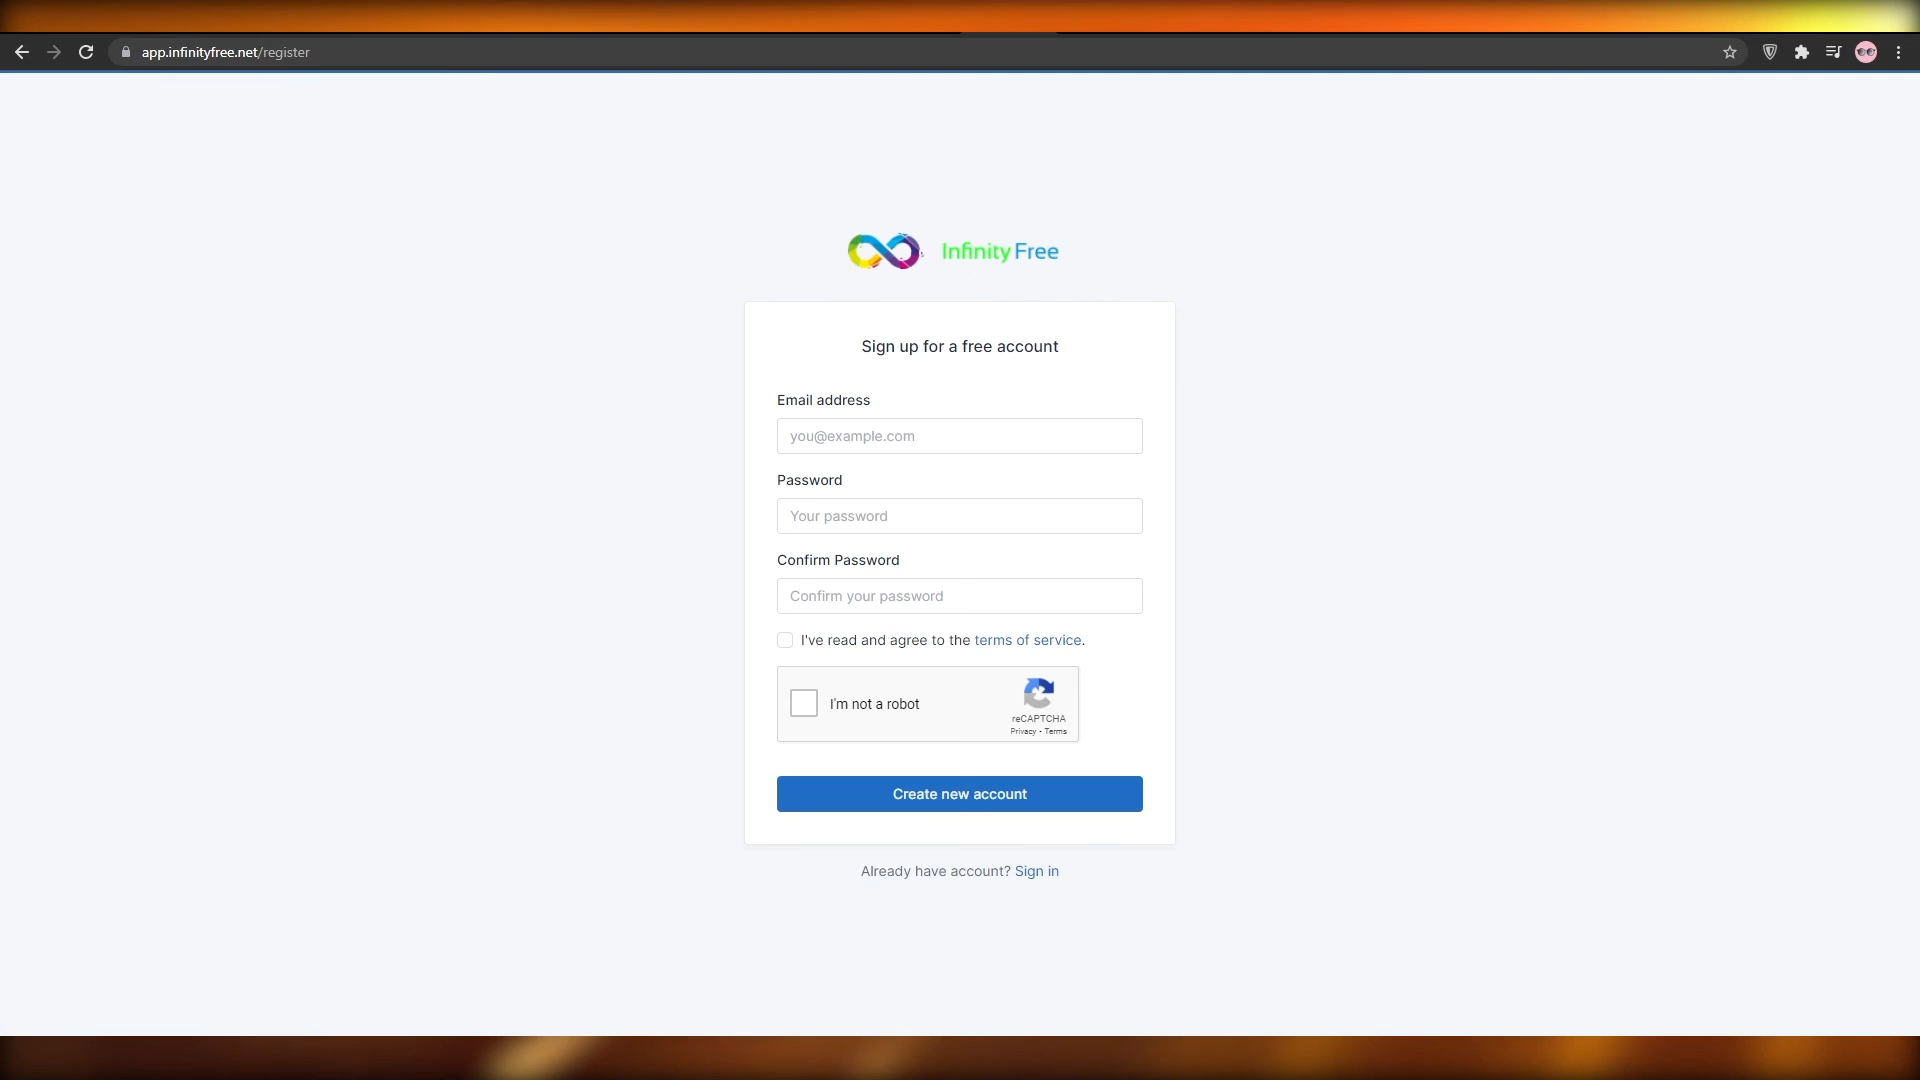 app.infinityfree.net/register
Infinity Free
Sign up for a free account
Email address
you@example.com
Password
Your password
Confirm Password
Confirm your password
I've read and agree to the terms of service.
I'm not a robot
reCAPTCHA
Privacy - Terms
Create new account
Already have account? Sign in